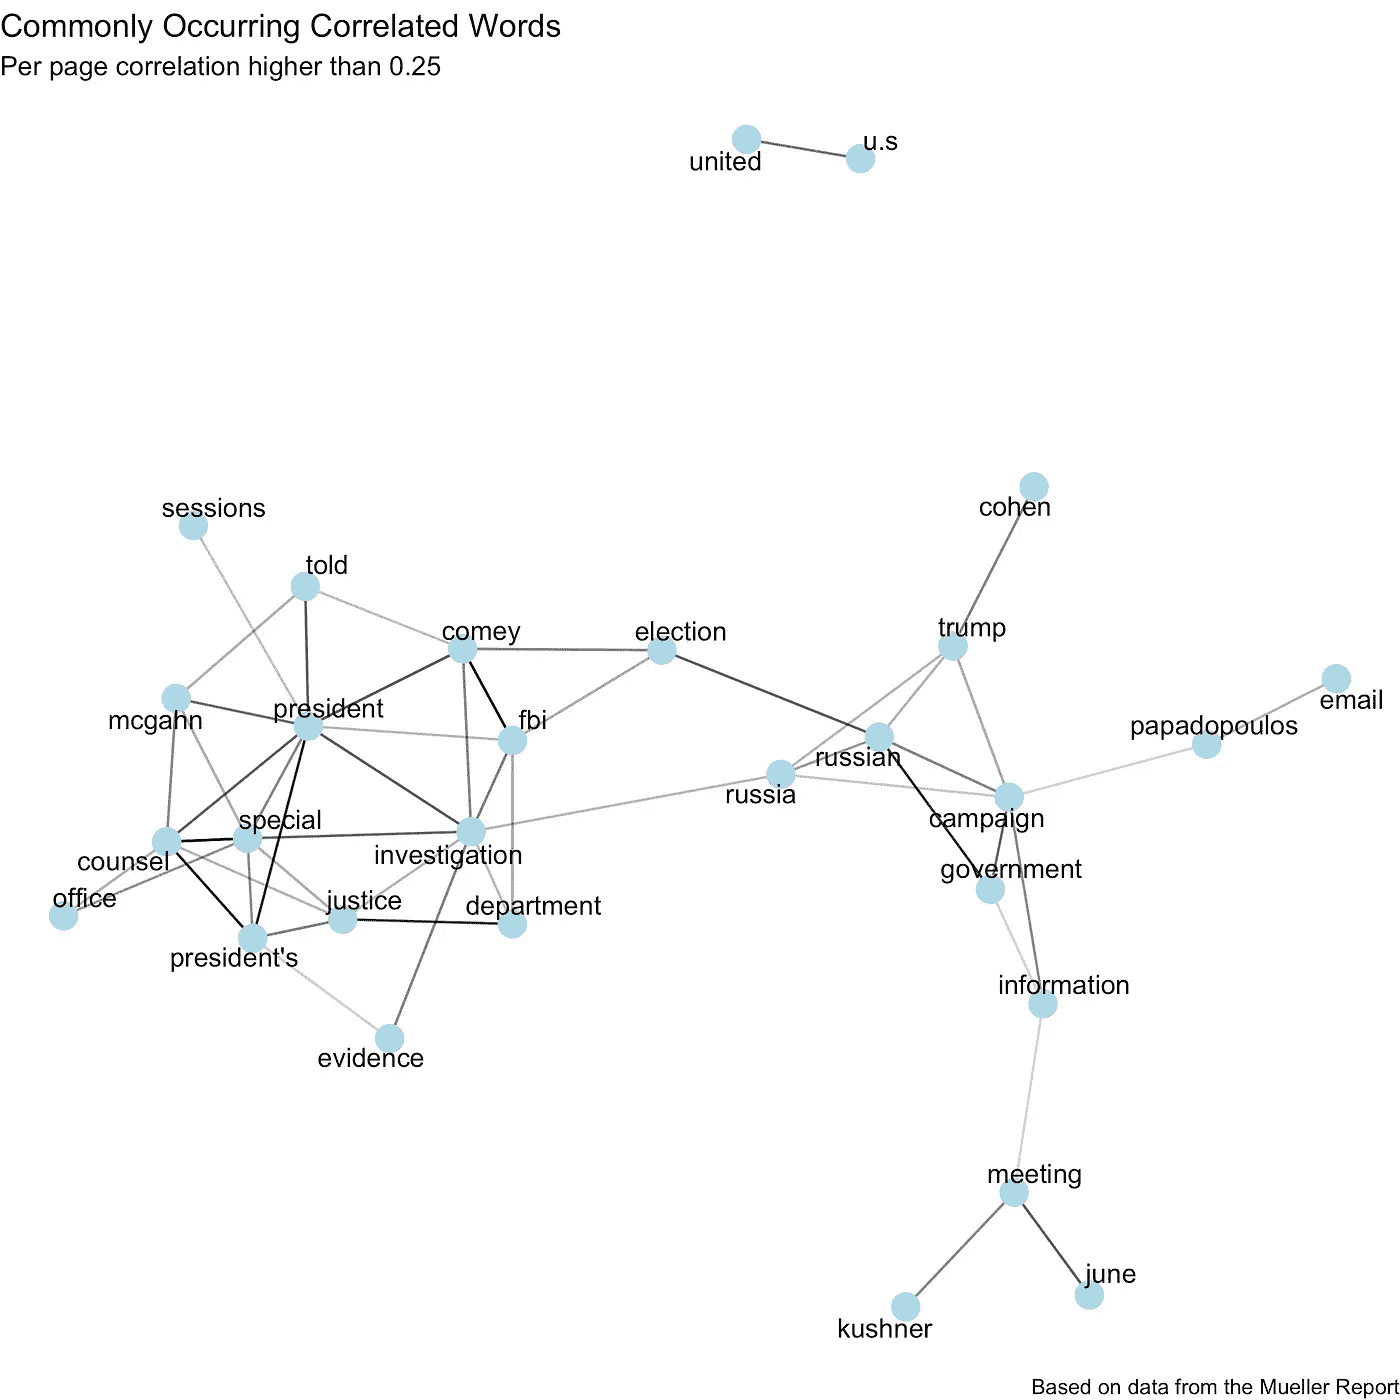 Commonly Occurring Correlated Words
Per page correlation higher than 0.25
u.s
united
cohen
sessions
told
trump
comey
election
email
mcgahn
president
fbi
papadopoulos
russian
russia
special
campaign
counsel
investigation
government
office
justice
department
president's
information
evidence
meeting
june
kushner
Based on data from the Mueller Report